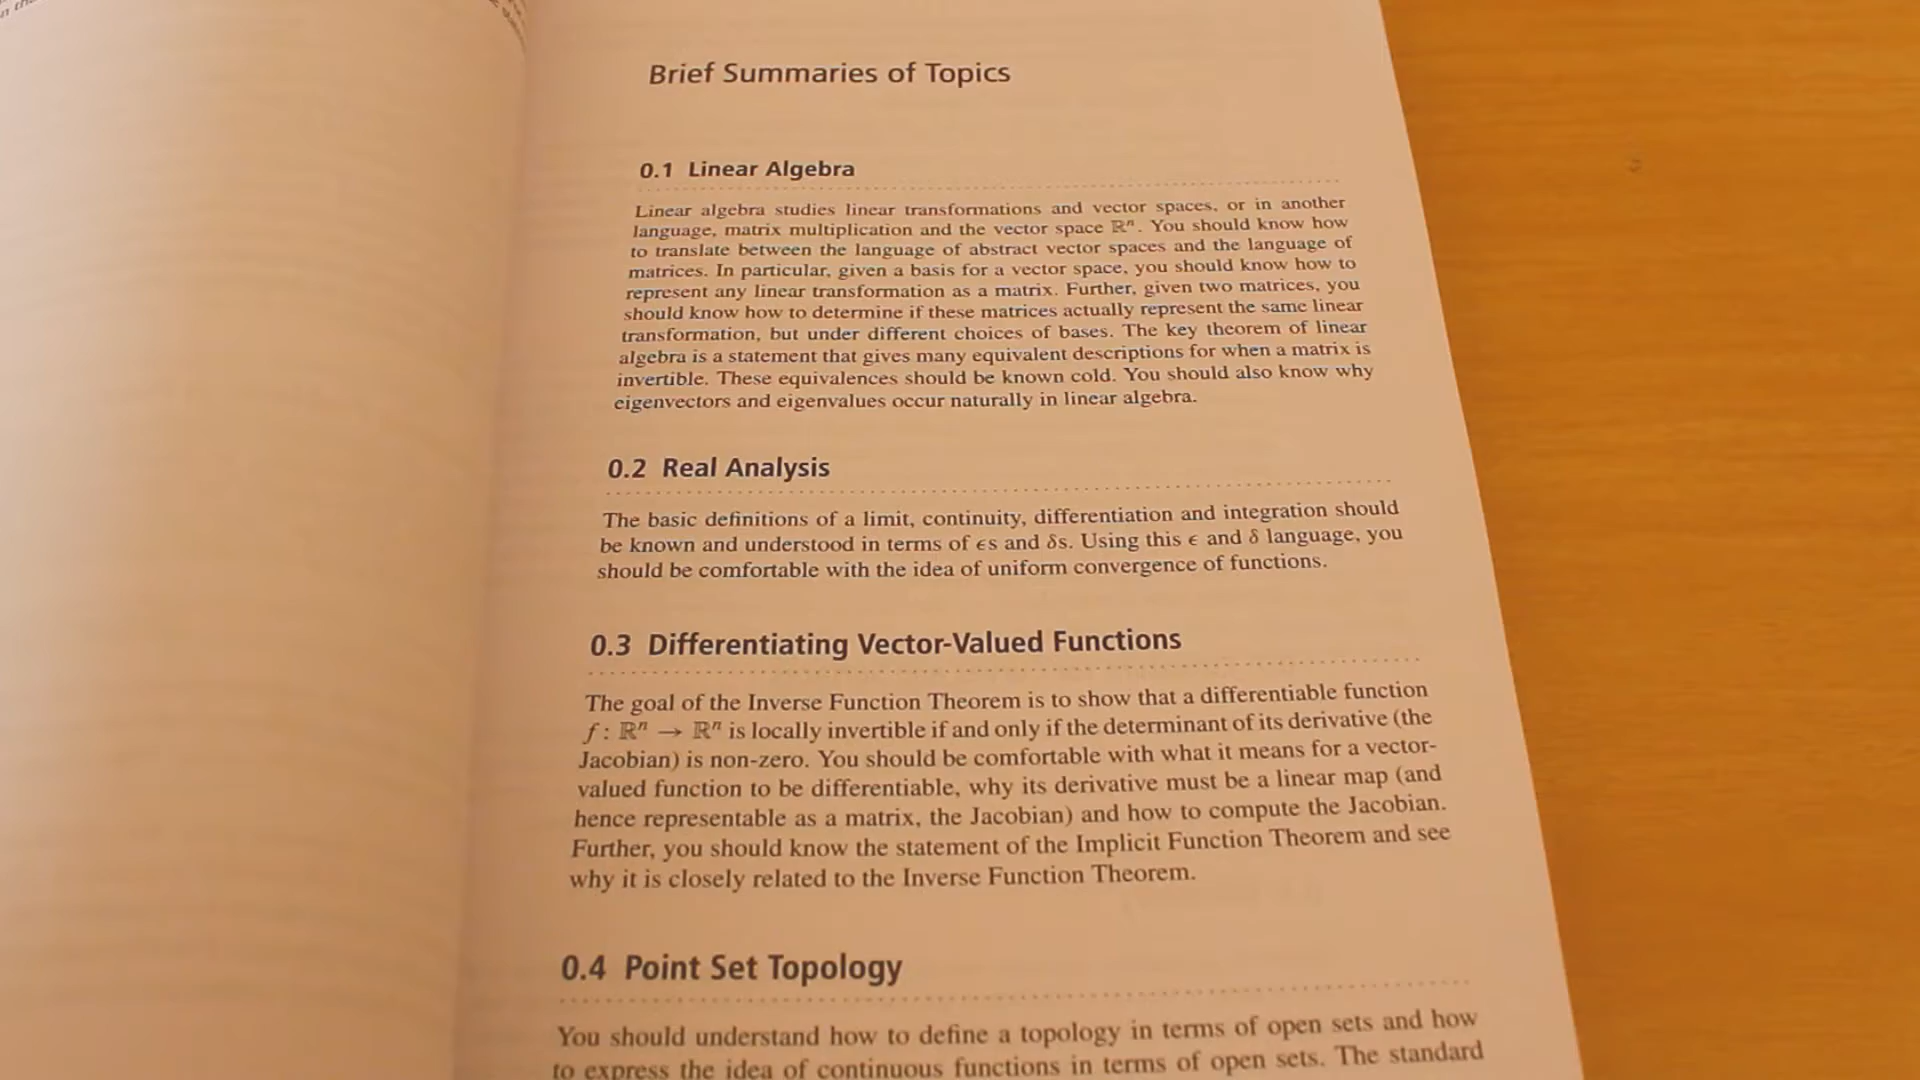 Brief Summaries of Topics
0.1 Linear Algebra
Linear algebra studies linear transformations and vector spaces, or in another
language, matrix multiplication and the vector space ℝⁿ. You should know how
to translate between the language of abstract vector spaces and the language of
matrices. In particular, given a basis for a vector space, you should know how to
represent any linear transformation as a matrix. Further, given two matrices, you
should know how to determine if these matrices actually represent the same linear
transformation, but under different choices of bases. The key theorem of linear
algebra is a statement that gives many equivalent descriptions for when a matrix is
invertible. These equivalences should be known cold. You should also know why
eigenvectors and eigenvalues occur naturally in linear algebra.
0.2 Real Analysis
The basic definitions of a limit, continuity, differentiation and integration should
be known and understood in terms of ϵs and δs. Using this ϵ and δ language, you
should be comfortable with the idea of uniform convergence of functions.
0.3 Differentiating Vector-Valued Functions
The goal of the Inverse Function Theorem is to show that a differentiable function
f : ℝⁿ → ℝⁿ is locally invertible if and only if the determinant of its derivative (the
Jacobian) is non-zero. You should be comfortable with what it means for a vector-
valued function to be differentiable, why its derivative must be a linear map (and
hence representable as a matrix, the Jacobian) and how to compute the Jacobian.
Further, you should know the statement of the Implicit Function Theorem and see
why it is closely related to the Inverse Function Theorem.
0.4 Point Set Topology
You should understand how to define a topology in terms of open sets and how
to express the idea of continuous functions in terms of open sets. The standard